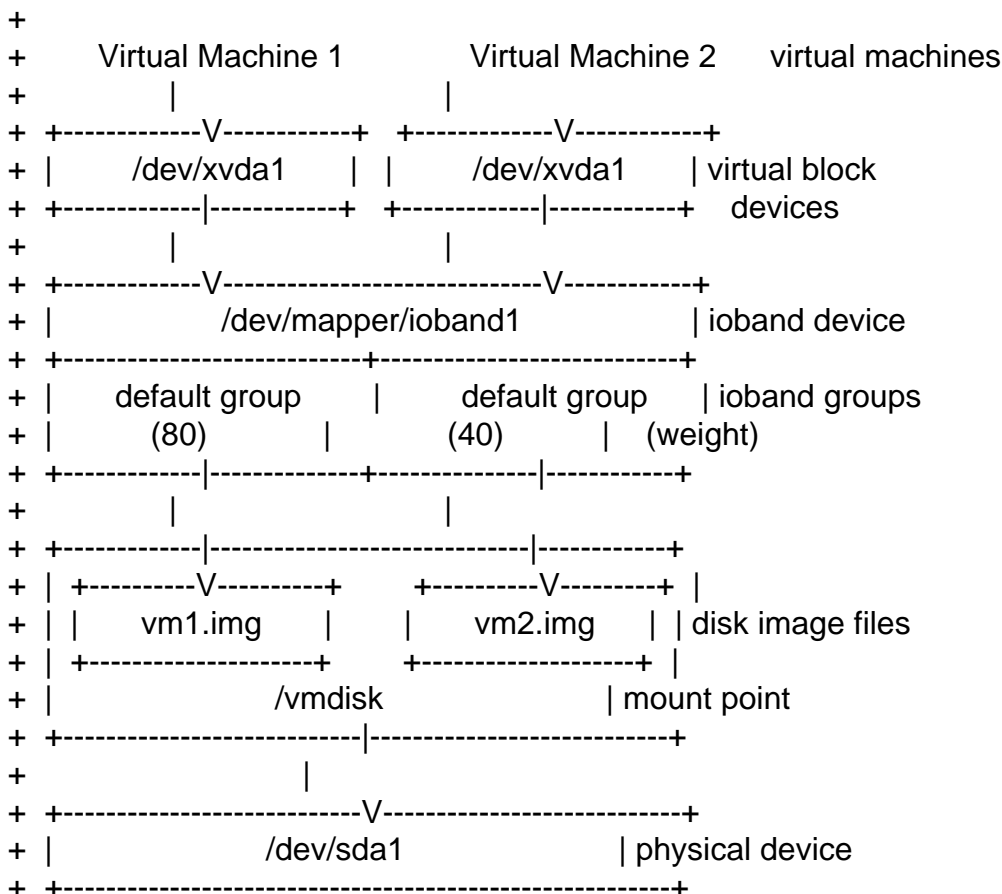 +
+ Virtual Machine 1 Virtual Machine 2 virtual machines
+ | |
+ +-------------V------------+ +-------------V------------+
+ | /dev/xvda1 | | /dev/xvda1 | virtual block
+ +-------------|------------+ +-------------|------------+ devices
+ | |
+ +-------------V------------------------------V------------+
+ | /dev/mapper/ioband1 | ioband device
+ +----------------------------+----------------------------+
+ | default group | default group | ioband groups
+ | (80) | (40) | (weight)
+ +-------------|--------------+---------------|------------+
+ | |
+ +-------------|------------------------------|------------+
+ | +----------V----------+ +----------V---------+ |
+ | | vm1.img | | vm2.img | | disk image files
+ | +---------------------+ +--------------------+ |
+ | /vmdisk | mount point
+ +---------------------------|-----------------------------+
+ |
+ +---------------------------V-----------------------------+
+ | /dev/sda1 | physical device
+ +---------------------------------------------------------+